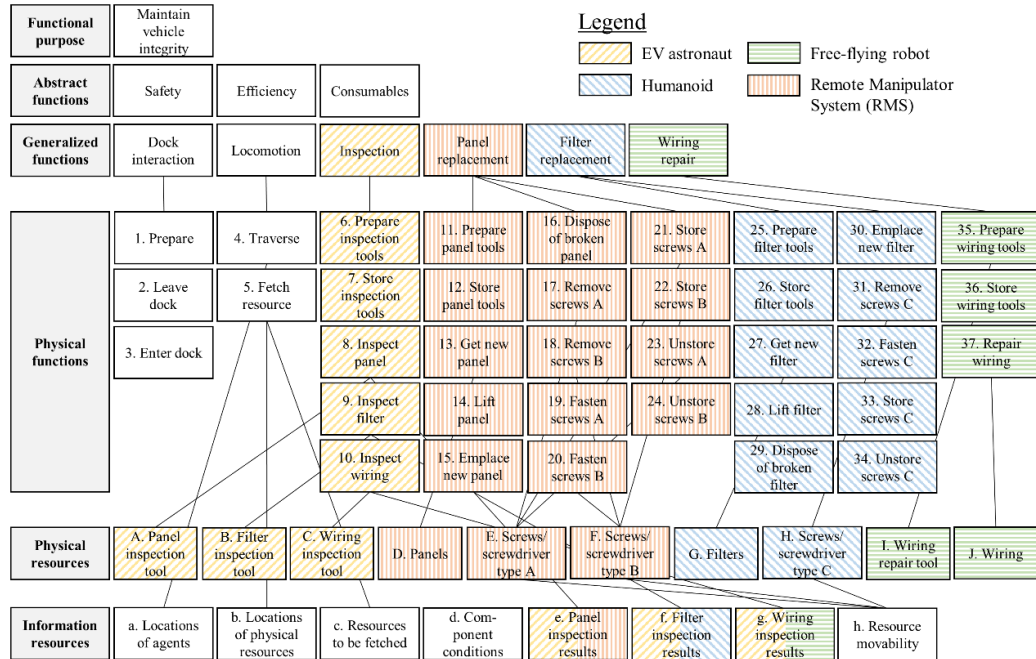 Functional
purpose
Maintain
vehicle
integrity
Legend
EV astronaut
Free-flying robot
Humanoid
Remote Manipulator
System (RMS)
Abstract
functions
Safety
Efficiency
Consumables
Generalized
functions
Dock
interaction
Locomotion
Inspection
Panel
replacement
Filter
replacement
Wiring
repair
Physical
functions
1. Prepare
2. Leave
dock
3. Enter dock
4. Traverse
5. Fetch
resource
6. Prepare
inspection
tools
7. Store
inspection
tools
8. Inspect
panel
9. Inspect
filter
10. Inspect
wiring
11. Prepare
panel tools
12. Store
panel tools
13. Get new
panel
14. Lift
panel
15. Emplace
new panel
16. Dispose
of broken
panel
17. Remove
screws A
18. Remove
screws B
19. Fasten
screws A
20. Fasten
screws B
21. Store
screws A
22. Store
screws B
23. Unstore
screws A
24. Unstore
screws B
25. Prepare
filter tools
26. Store
filter tools
27. Get new
filter
28. Lift filter
29. Dispose
of broken
filter
30. Emplace
new filter
31. Remove
screws C
32. Fasten
screws C
33. Store
screws C
34. Unstore
screws C
35. Prepare
wiring tools
36. Store
wiring tools
37. Repair
wiring
Physical
resources
A. Panel
inspection
tool
B. Filter
inspection
tool
C. Wiring
inspection
tool
D. Panels
E. Screws/
screwdriver
type A
F. Screws/
screwdriver
type B
G. Filters
H. Screws/
screwdriver
type C
I. Wiring
repair tool
J. Wiring
Information
resources
a. Locations
of agents
b. Locations
of physical
resources
c. Resources
to be fetched
d. Com-
ponent
conditions
e. Panel
inspection
results
f. Filter
inspection
results
g. Wiring
inspection
results
h. Resource
movability